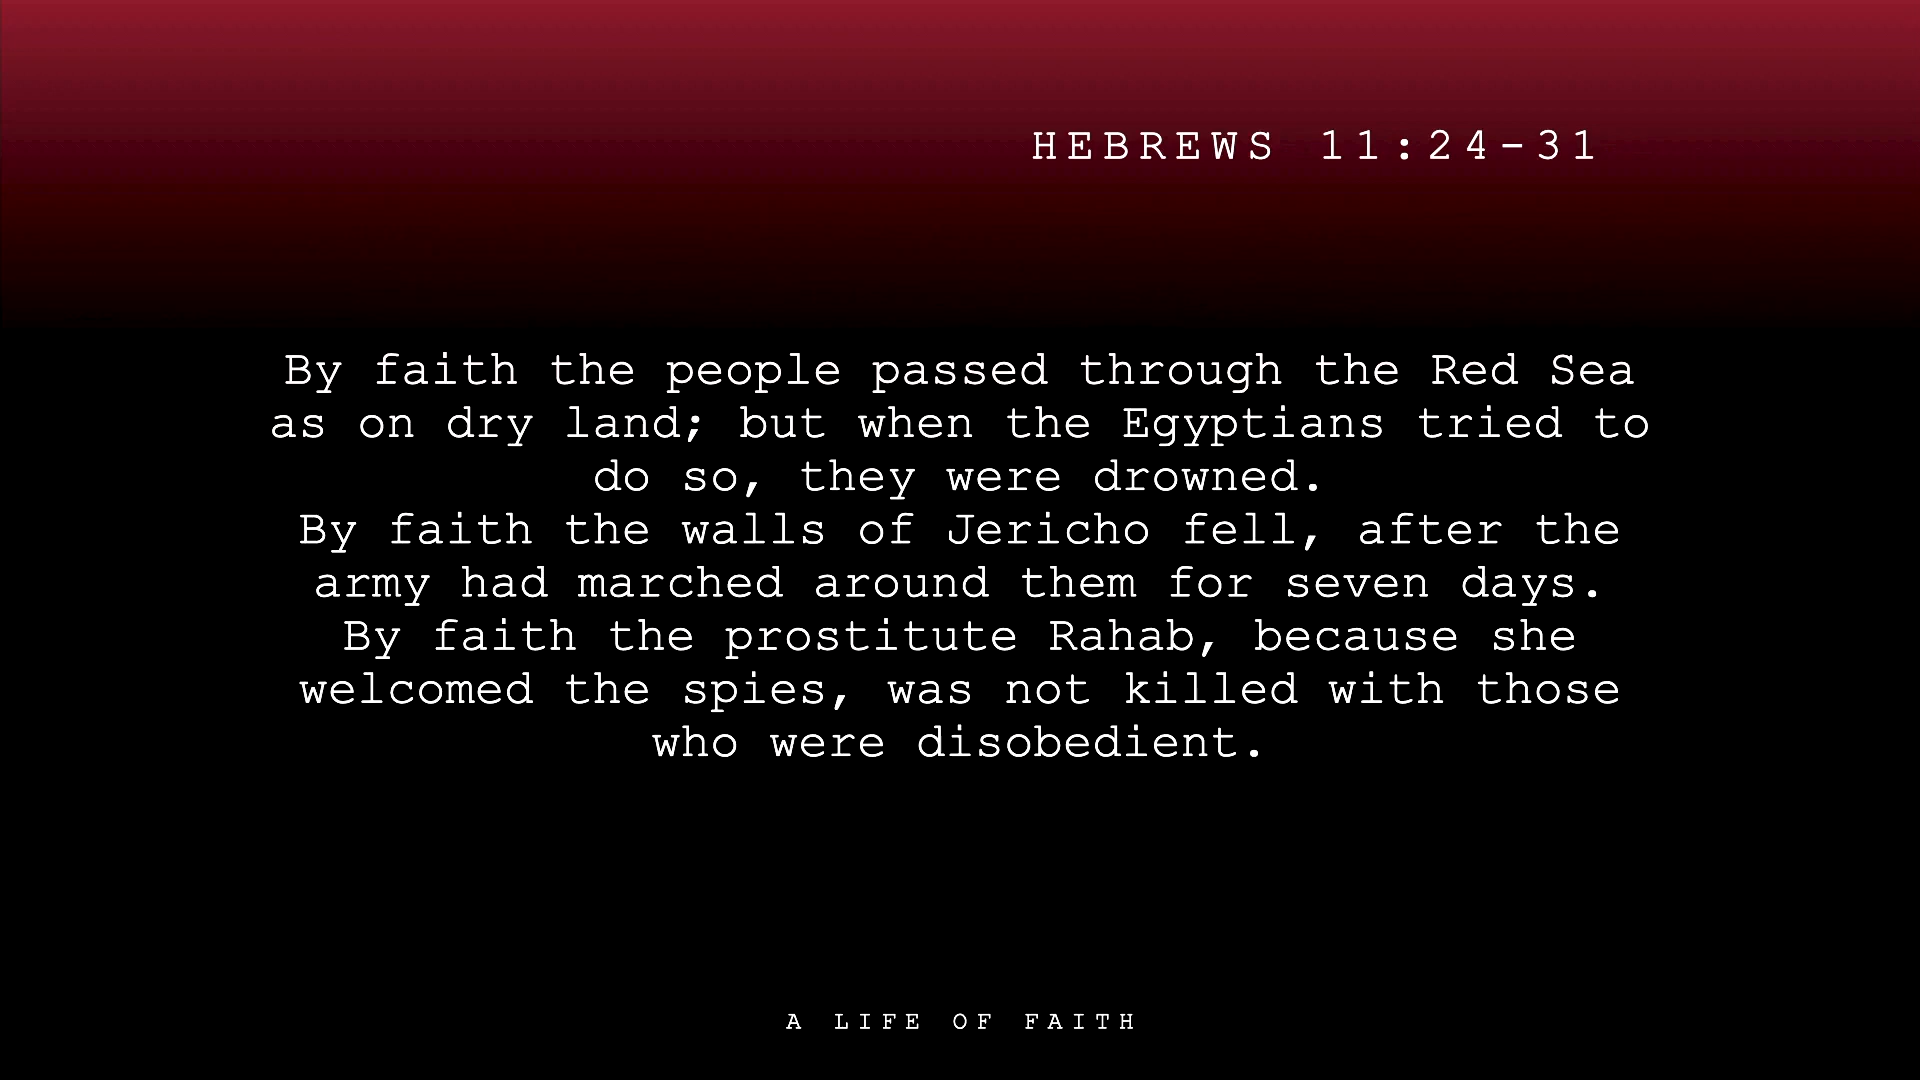 HEBREWS 11:24-31
By faith the people passed through the Red Sea
as on dry land; but when the Egyptians tried to
do so, they were drowned.
By faith the walls of Jericho fell, after the
army had marched around them for seven days.
By faith the prostitute Rahab, because she
welcomed the spies, was not killed with those
who were disobedient.
A LIFE OF FAITH